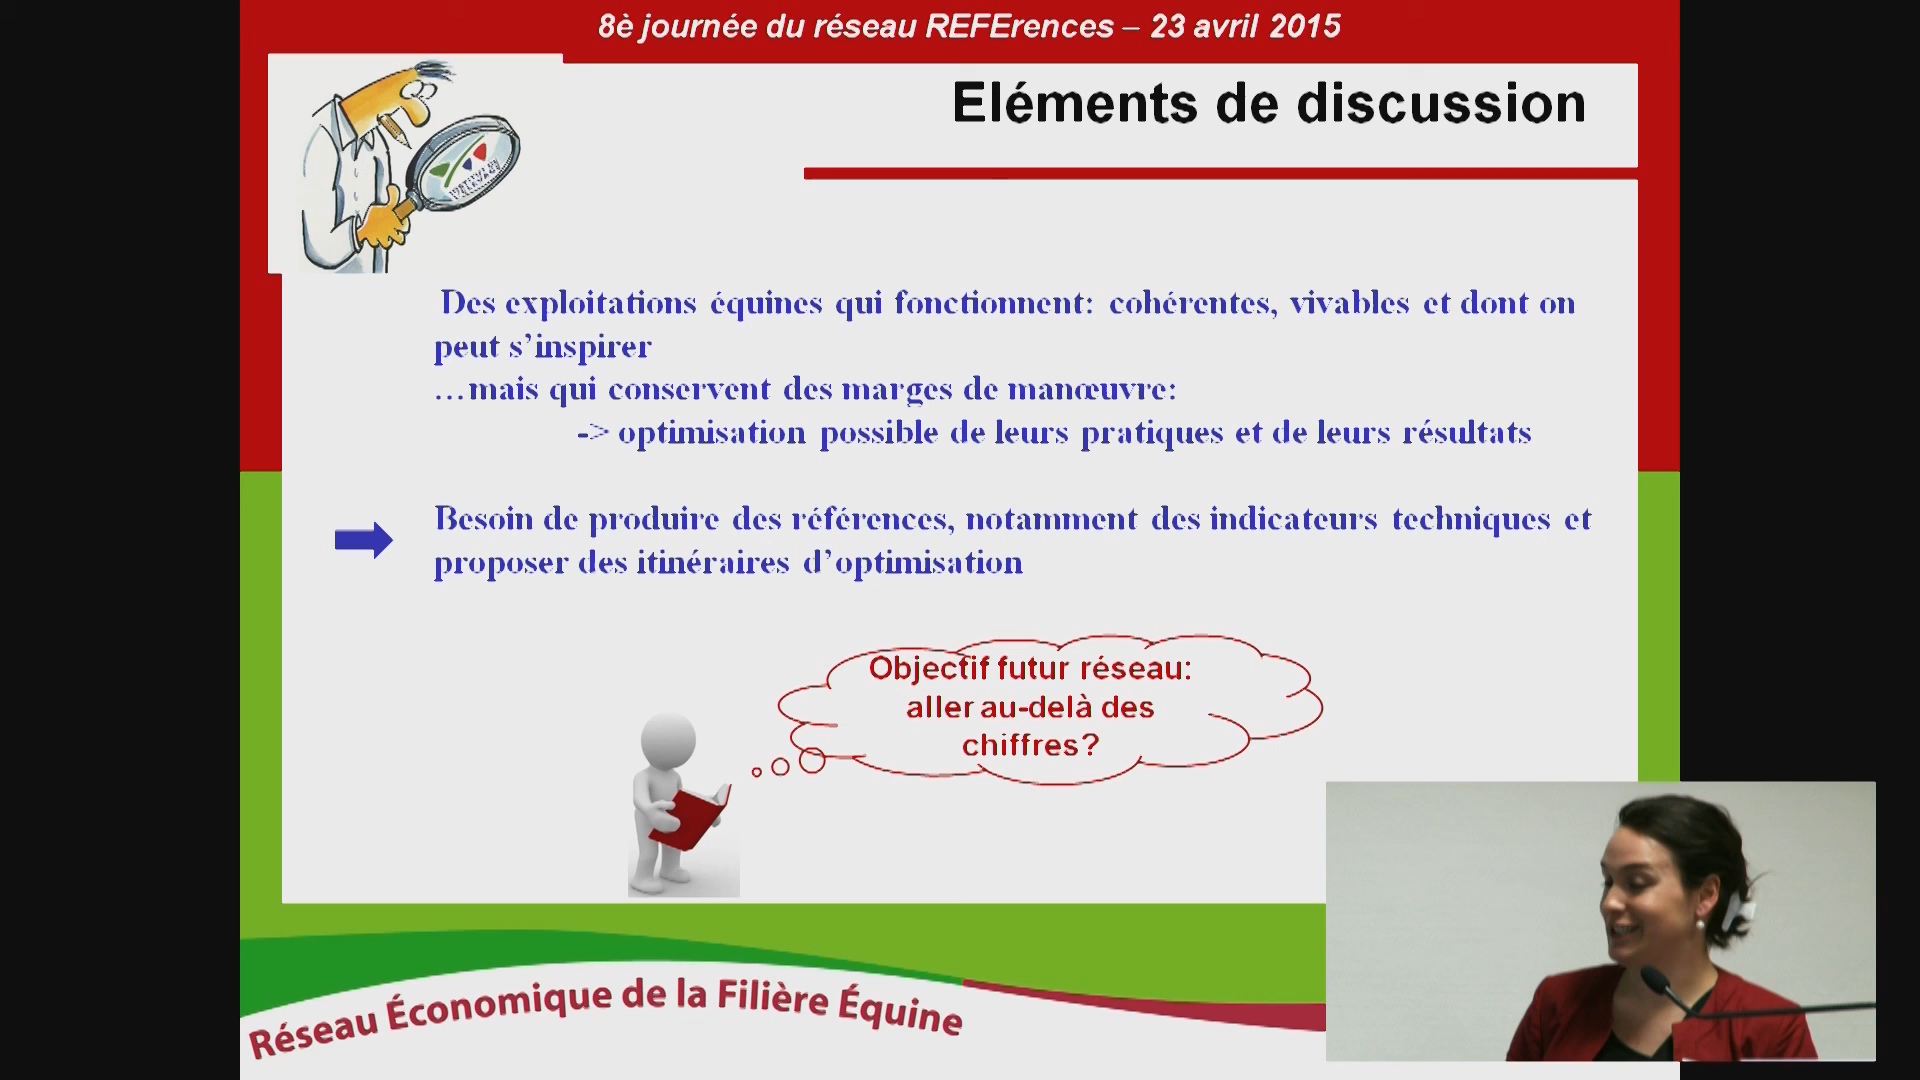 8è journée du réseau REFErences – 23 avril 2015
Eléments de discussion
Des exploitations équines qui fonctionnent: cohérentes, vivables et dont on
peut s’inspirer
…mais qui conservent des marges de manœuvre:
-> optimisation possible de leurs pratiques et de leurs résultats
Besoin de produire des références, notamment des indicateurs techniques et
proposer des itinéraires d’optimisation
Objectif futur réseau:
aller au-delà des
chiffres?
Réseau Économique de la Filière Équine